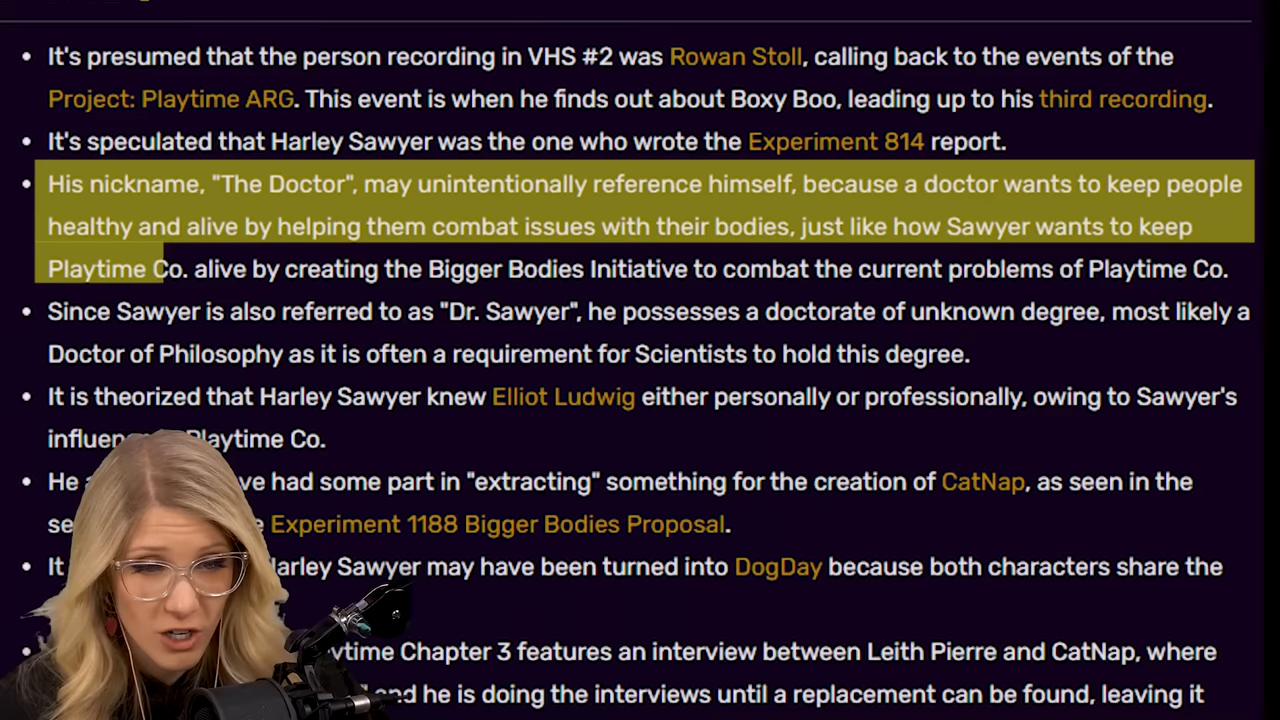 It's presumed that the person recording in VHS #2 was Rowan Stoll, calling back to the events of the
Project: Playtime ARG. This event is when he finds out about Boxy Boo, leading up to his third recording.
It's speculated that Harley Sawyer was the one who wrote the Experiment 814 report.
His nickname, "The Doctor", may unintentionally reference himself, because a doctor wants to keep people
healthy and alive by helping them combat issues with their bodies, just like how Sawyer wants to keep
Playtime Co. alive by creating the Bigger Bodies Initiative to combat the current problems of Playtime Co.
Since Sawyer is also referred to as "Dr. Sawyer", he possesses a doctorate of unknown degree, most likely a
Doctor of Philosophy as it is often a requirement for Scientists to hold this degree.
It is theorized that Harley Sawyer knew Elliot Ludwig either personally or professionally, owing to Sawyer's
Playtime Co.
He had some part in "extracting" something for the creation of CatNap, as seen in the
Experiment 1188 Bigger Bodies Proposal.
It Harley Sawyer may have been turned into DogDay because both characters share the
Chapter 3 features an interview between Leith Pierre and CatNap, where
and he is doing the interviews until a replacement can be found, leaving it